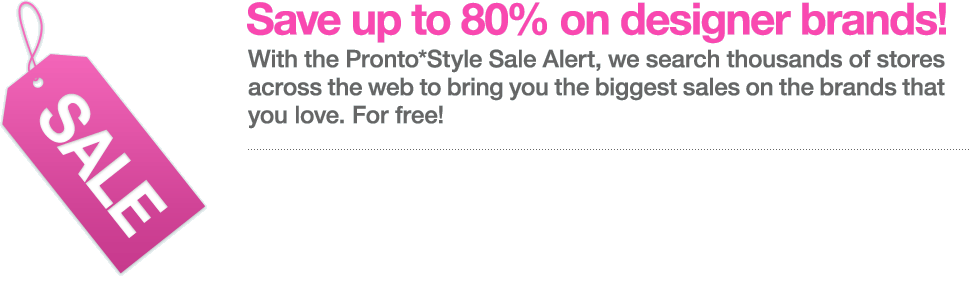 Save up to 80% on designer brands!
With the Pronto*Style Sale Alert, we search thousands of stores
across the web to bring you the biggest sales on the brands that
you love. For free!
SALE